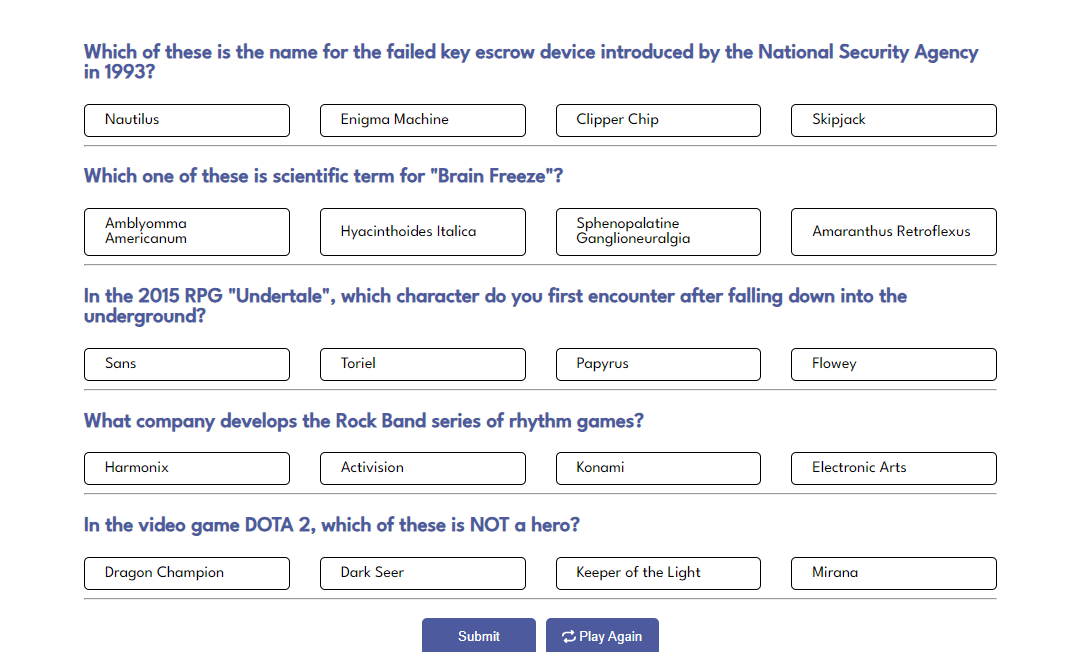 Which of these is the name for the failed key escrow device introduced by the National Security Agency
in 1993?
Nautilus
Enigma Machine
Clipper Chip
Skipjack
Which one of these is scientific term for "Brain Freeze"?
Amblyomma
Americanum
Hyacinthoides Italica
Sphenopalatine
Ganglioneuralgia
Amaranthus Retroflexus
In the 2015 RPG "Undertale", which character do you first encounter after falling down into the
underground?
Sans
Toriel
Papyrus
Flowey
What company develops the Rock Band series of rhythm games?
Harmonix
Activision
Konami
Electronic Arts
In the video game DOTA 2, which of these is NOT a hero?
Dragon Champion
Dark Seer
Keeper of the Light
Mirana
Submit
Play Again